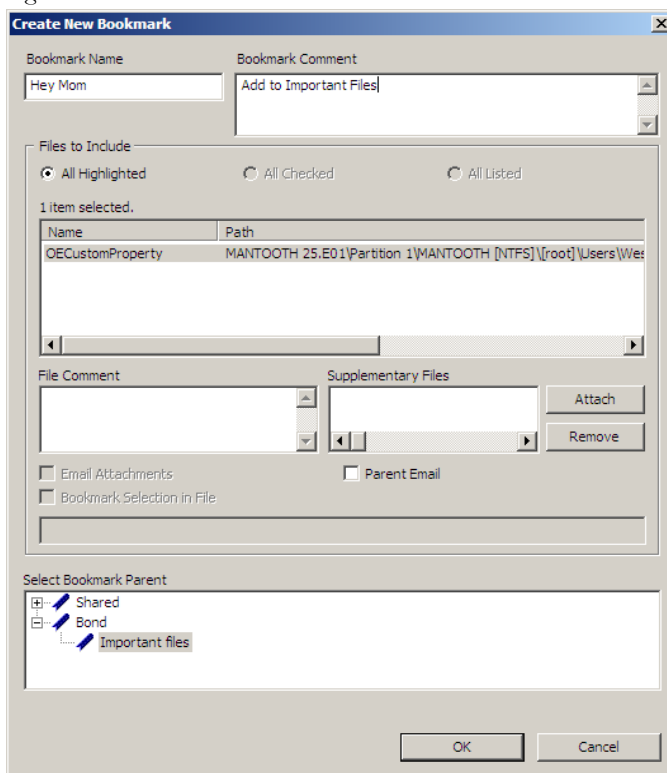 Create New Bookmark
Bookmark Name Bookmark Comment
Hey Mom Add to Important Files
Files to Include
All Highlighted All Checked All Listed
1 item selected.
Name Path
OECustomProperty MANTOOTH 25.E01\Partition 1\MANTOOTH [NTFS]\[root]\Users\Wes
File Comment Supplementary Files
Attach
Remove
Email Attachments Parent Email
Bookmark Selection in File
Select Bookmark Parent
Shared
Bond
Important files
OK Cancel